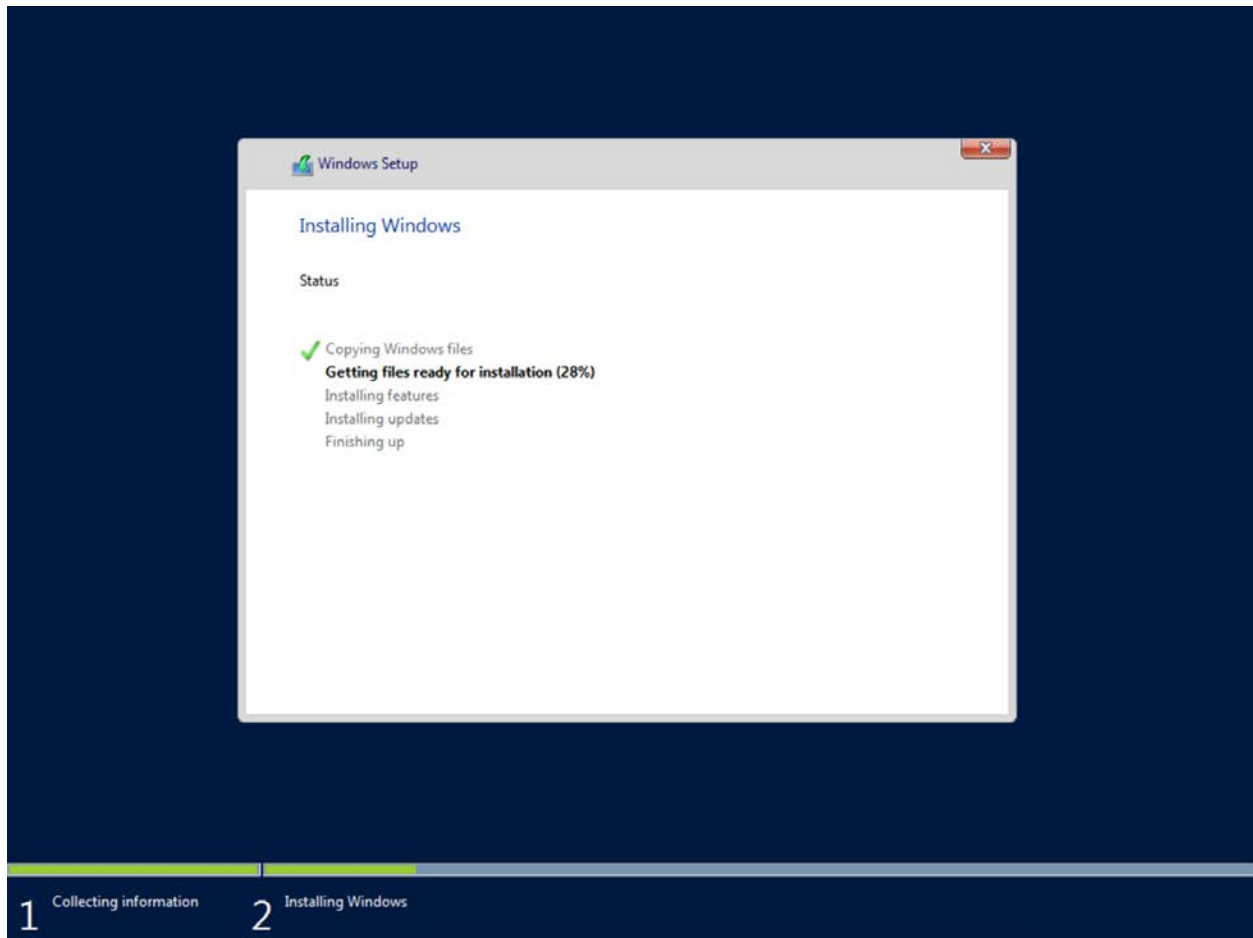 Windows Setup
Installing Windows
Status
Copying Windows files
Getting files ready for installation (28%)
Installing features
Installing updates
Finishing up
1 Collecting information 2 Installing Windows